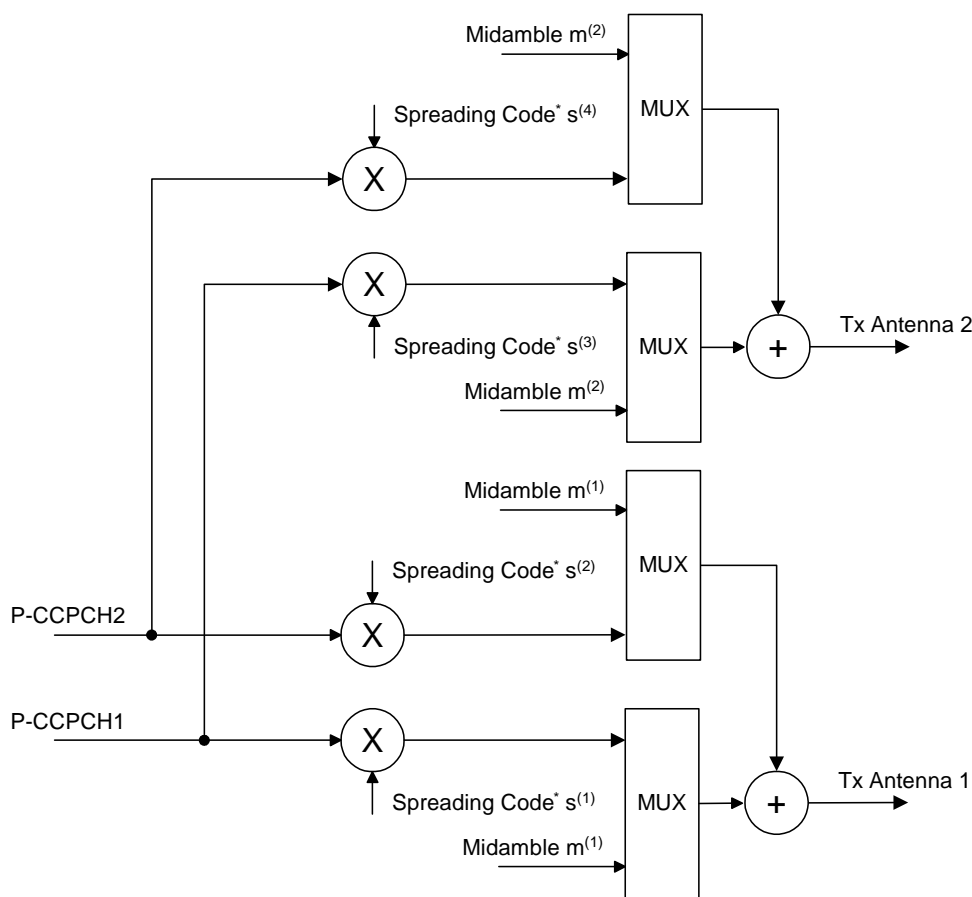 Midamble m(2)
MUX
Spreading Code* s(4)
X
X
Spreading Code* s(3)
MUX
Tx Antenna 2
+
Midamble m(2)
Midamble m(1)
MUX
Spreading Code* s(2)
P-CCPCH2
X
P-CCPCH1
X
Tx Antenna 1
MUX
+
Spreading Code* s(1)
Midamble m(1)